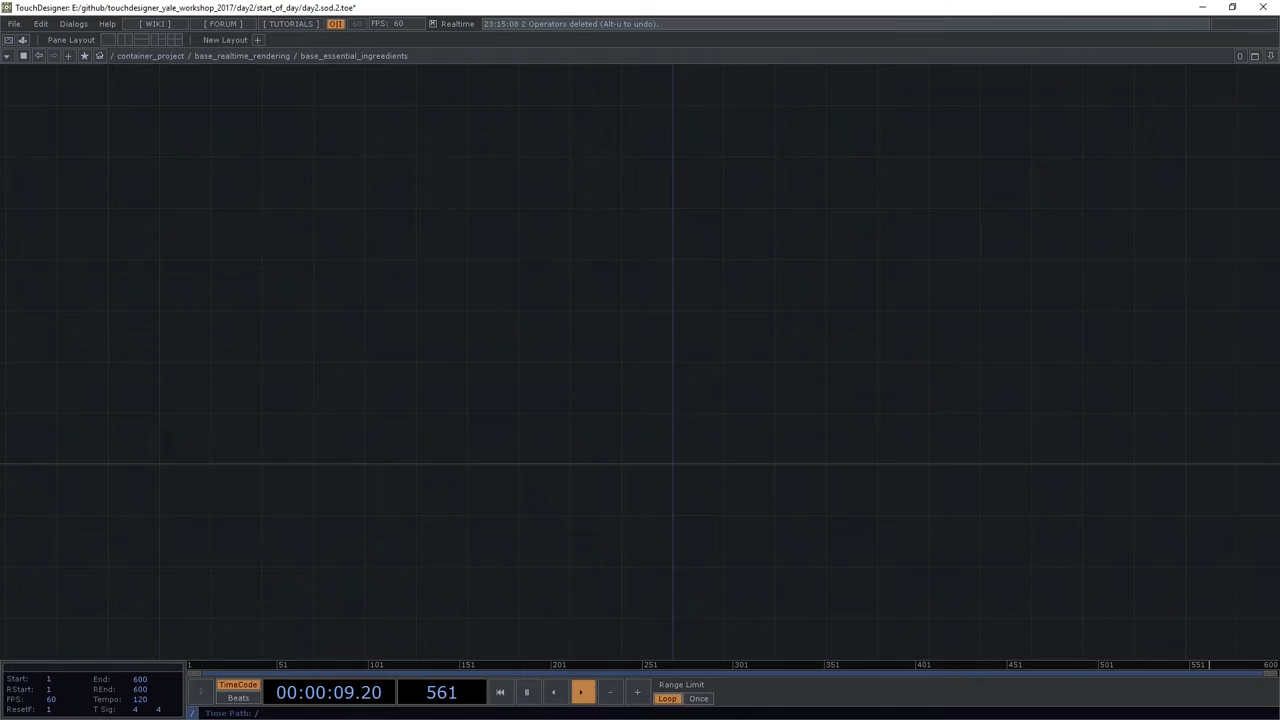 TouchDesigner: E:/github/touchdesigner_yale_workshop_2017/day2/start_of_day/day2.sod.2.toe*
File Edit Dialogs Help [ WIKI ] [ FORUM ] [ TUTORIALS ] O|I 60 FPS: 60 Realtime 23:15:08 2 Operators deleted (Alt-u to undo).
Pane Layout New Layout +
/ container_project / base_realtime_rendering / base_essential_ingreedients 0
1 51 101 151 201 251 301 351 401 451 501 551 600
Start: 1 End: 600
RStart: 1 REnd: 600
FPS: 60 Tempo: 120
ResetF: 1 T Sig: 4 4
TimeCode
Beats
00:00:09.20 561
Range Limit
Loop Once
/ Time Path: /